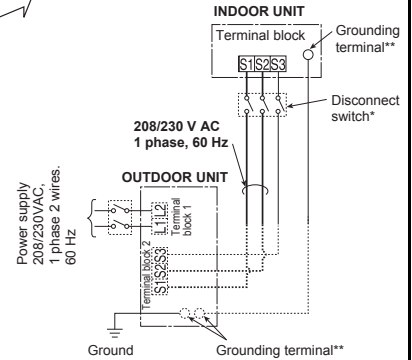 INDOOR UNIT
Terminal block
Grounding
terminal**
S1 S2 S3
Disconnect
switch*
208/230 V AC
1 phase, 60 Hz
OUTDOOR UNIT
Power supply
208/230VAC,
1 phase 2 wires.
60 Hz
L1 L2
Terminal
block 1
Terminal block 2
S1 S2 S3
Ground
Grounding terminal**